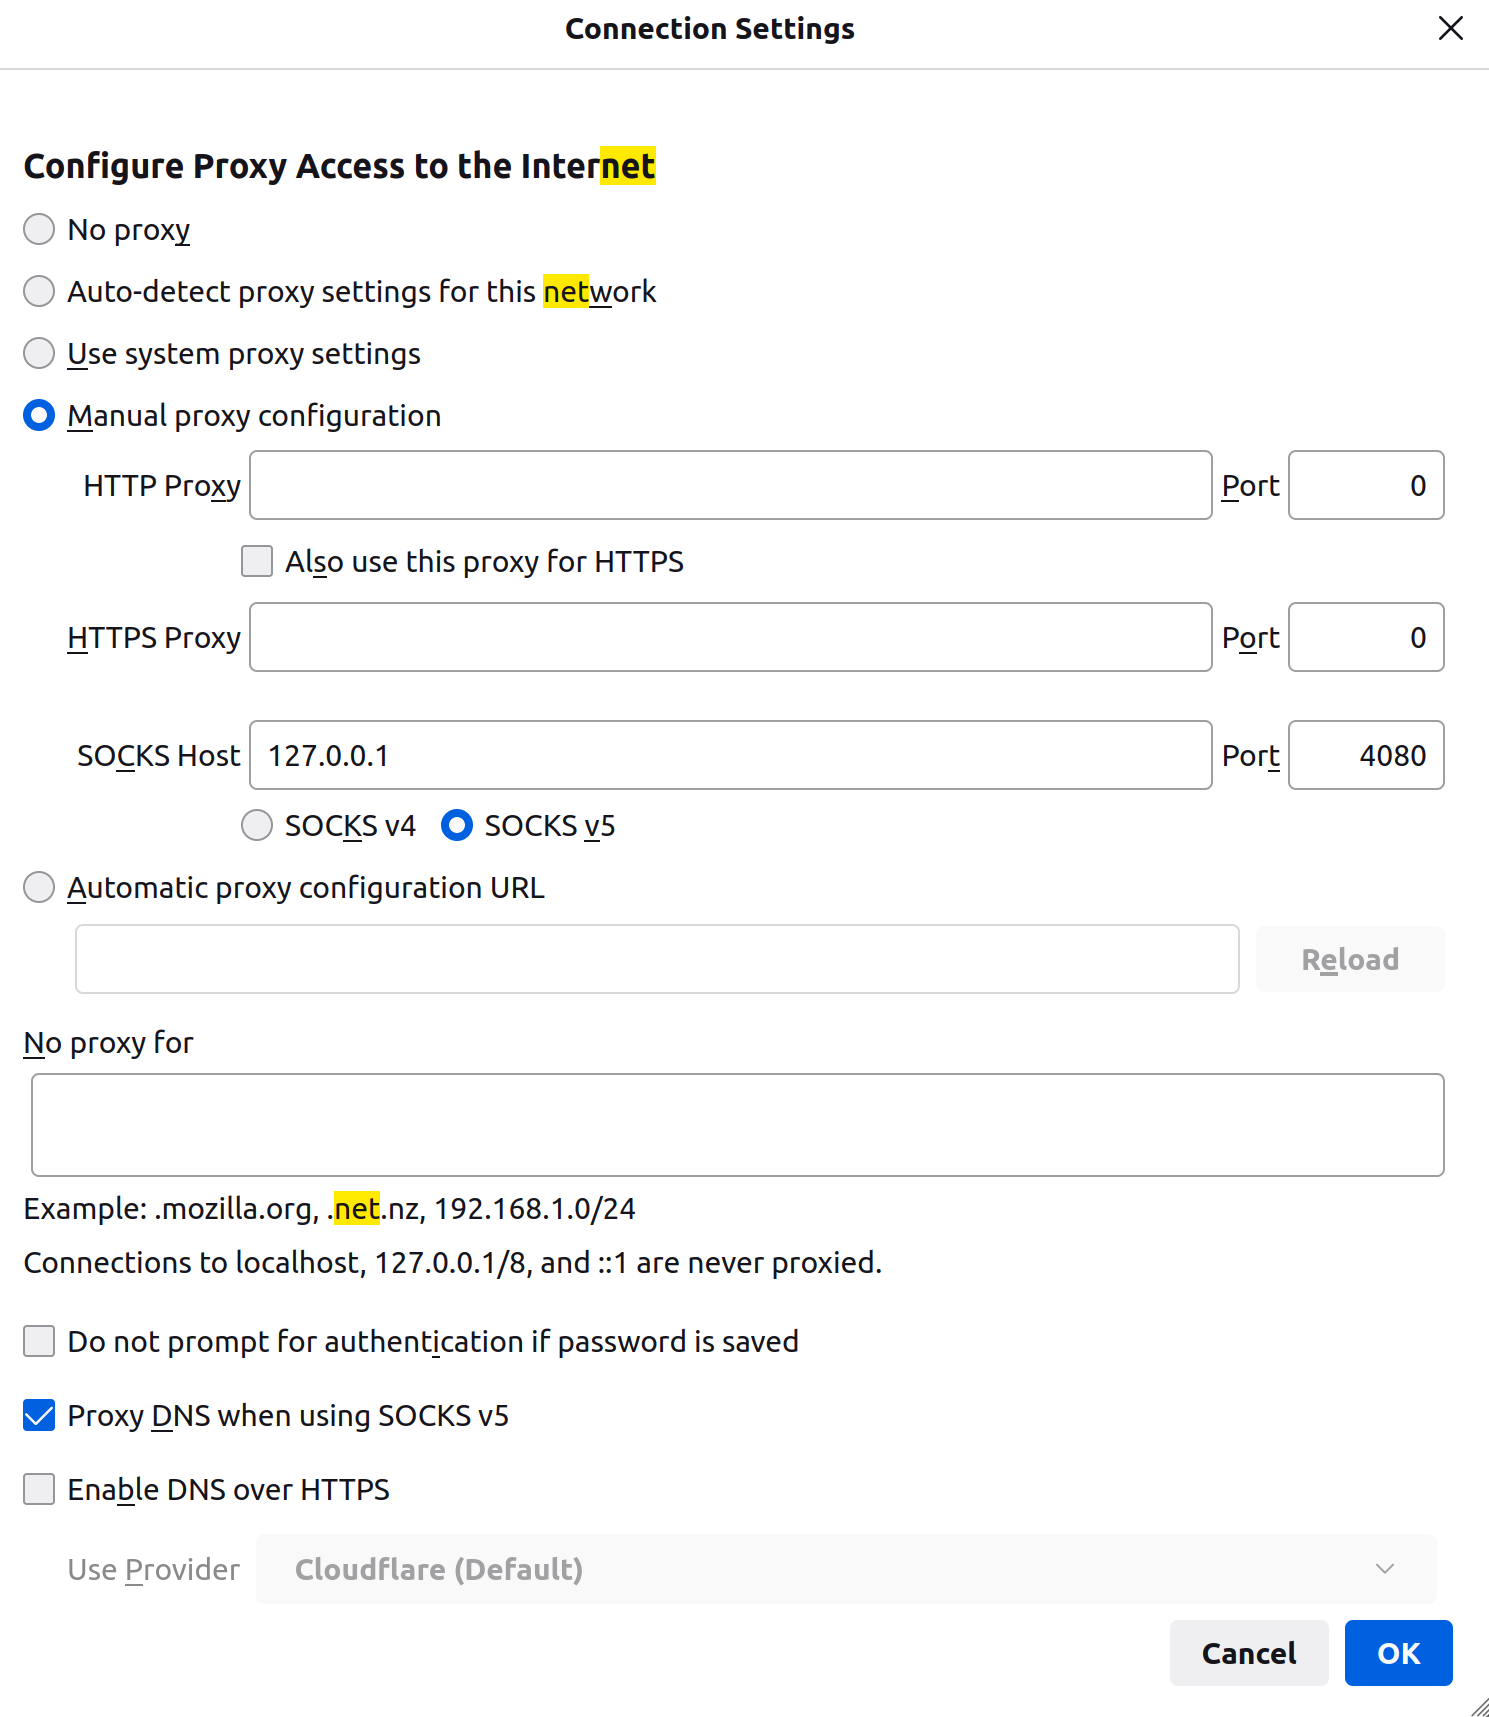 Connection Settings
Configure Proxy Access to the Internet
No proxy
Auto-detect proxy settings for this network
Use system proxy settings
Manual proxy configuration
HTTP Proxy Port 0
Also use this proxy for HTTPS
HTTPS Proxy Port 0
SOCKS Host 127.0.0.1 Port 4080
SOCKS v4 SOCKS v5
Automatic proxy configuration URL
Reload
No proxy for
Example: .mozilla.org, .net.nz, 192.168.1.0/24
Connections to localhost, 127.0.0.1/8, and ::1 are never proxied.
Do not prompt for authentication if password is saved
Proxy DNS when using SOCKS v5
Enable DNS over HTTPS
Use Provider Cloudflare (Default)
Cancel OK